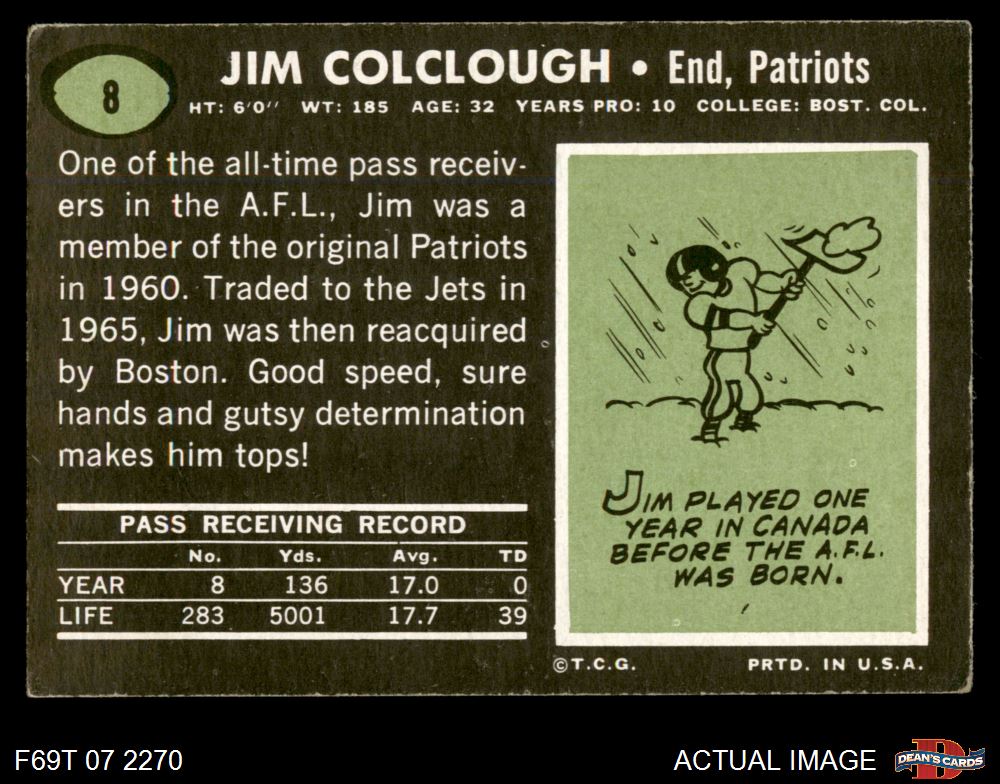 8
JIM COLCLOUGH • End, Patriots
HT: 6'0'' WT: 185 AGE: 32 YEARS PRO: 10 COLLEGE: BOST. COL.
One of the all-time pass receiv-
ers in the A.F.L., Jim was a
member of the original Patriots
in 1960. Traded to the Jets in
1965, Jim was then reacquired
by Boston. Good speed, sure
hands and gutsy determination
makes him tops!
PASS RECEIVING RECORD
No. Yds. Avg. TD
YEAR 8 136 17.0 0
LIFE 283 5001 17.7 39
JIM PLAYED ONE
YEAR IN CANADA
BEFORE THE A.F.L.
WAS BORN.
©T.C.G. PRTD. IN U.S.A.
F69T 07 2270
ACTUAL IMAGE
D
DEAN'S CARDS